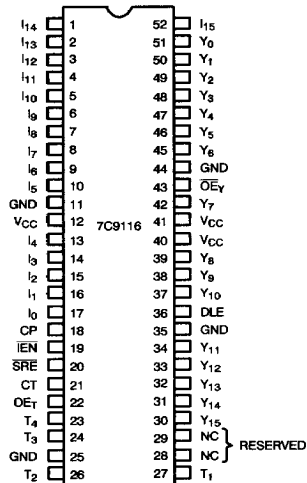 I14 1 52 I15
I13 2 51 Y0
I12 3 50 Y1
I11 4 49 Y2
I10 5 48 Y3
I9 6 47 Y4
I8 7 46 Y5
I7 8 45 Y6
I6 9 44 GND
I5 10 43 O̅E̅Y
GND 11 42 Y7
7C9116
VCC 12 41 VCC
I4 13 40 VCC
I3 14 39 Y8
I2 15 38 Y9
I1 16 37 Y10
I0 17 36 DLE
CP 18 35 GND
I̅E̅N̅ 19 34 Y11
S̅R̅E̅ 20 33 Y12
CT 21 32 Y13
OET 22 31 Y14
T4 23 30 Y15
T3 24 29 NC
RESERVED
GND 25 28 NC
T2 26 27 T1